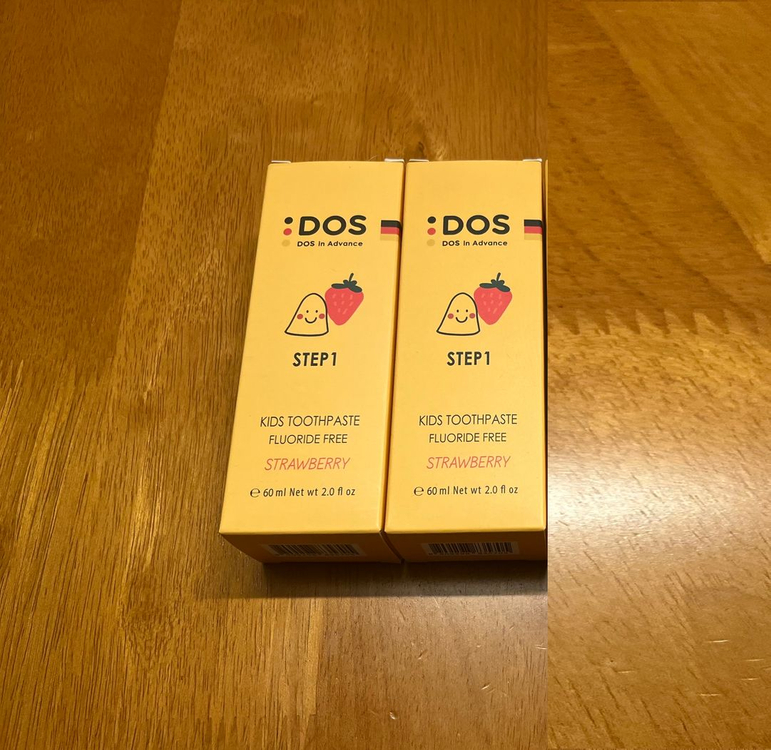 :DOS
DOS in Advance
STEP1
KIDS TOOTHPASTE
FLUORIDE FREE
STRAWBERRY
℮ 60 ml Net wt 2.0 fl oz
:DOS
DOS in Advance
STEP1
KIDS TOOTHPASTE
FLUORIDE FREE
STRAWBERRY
℮ 60 ml Net wt 2.0 fl oz